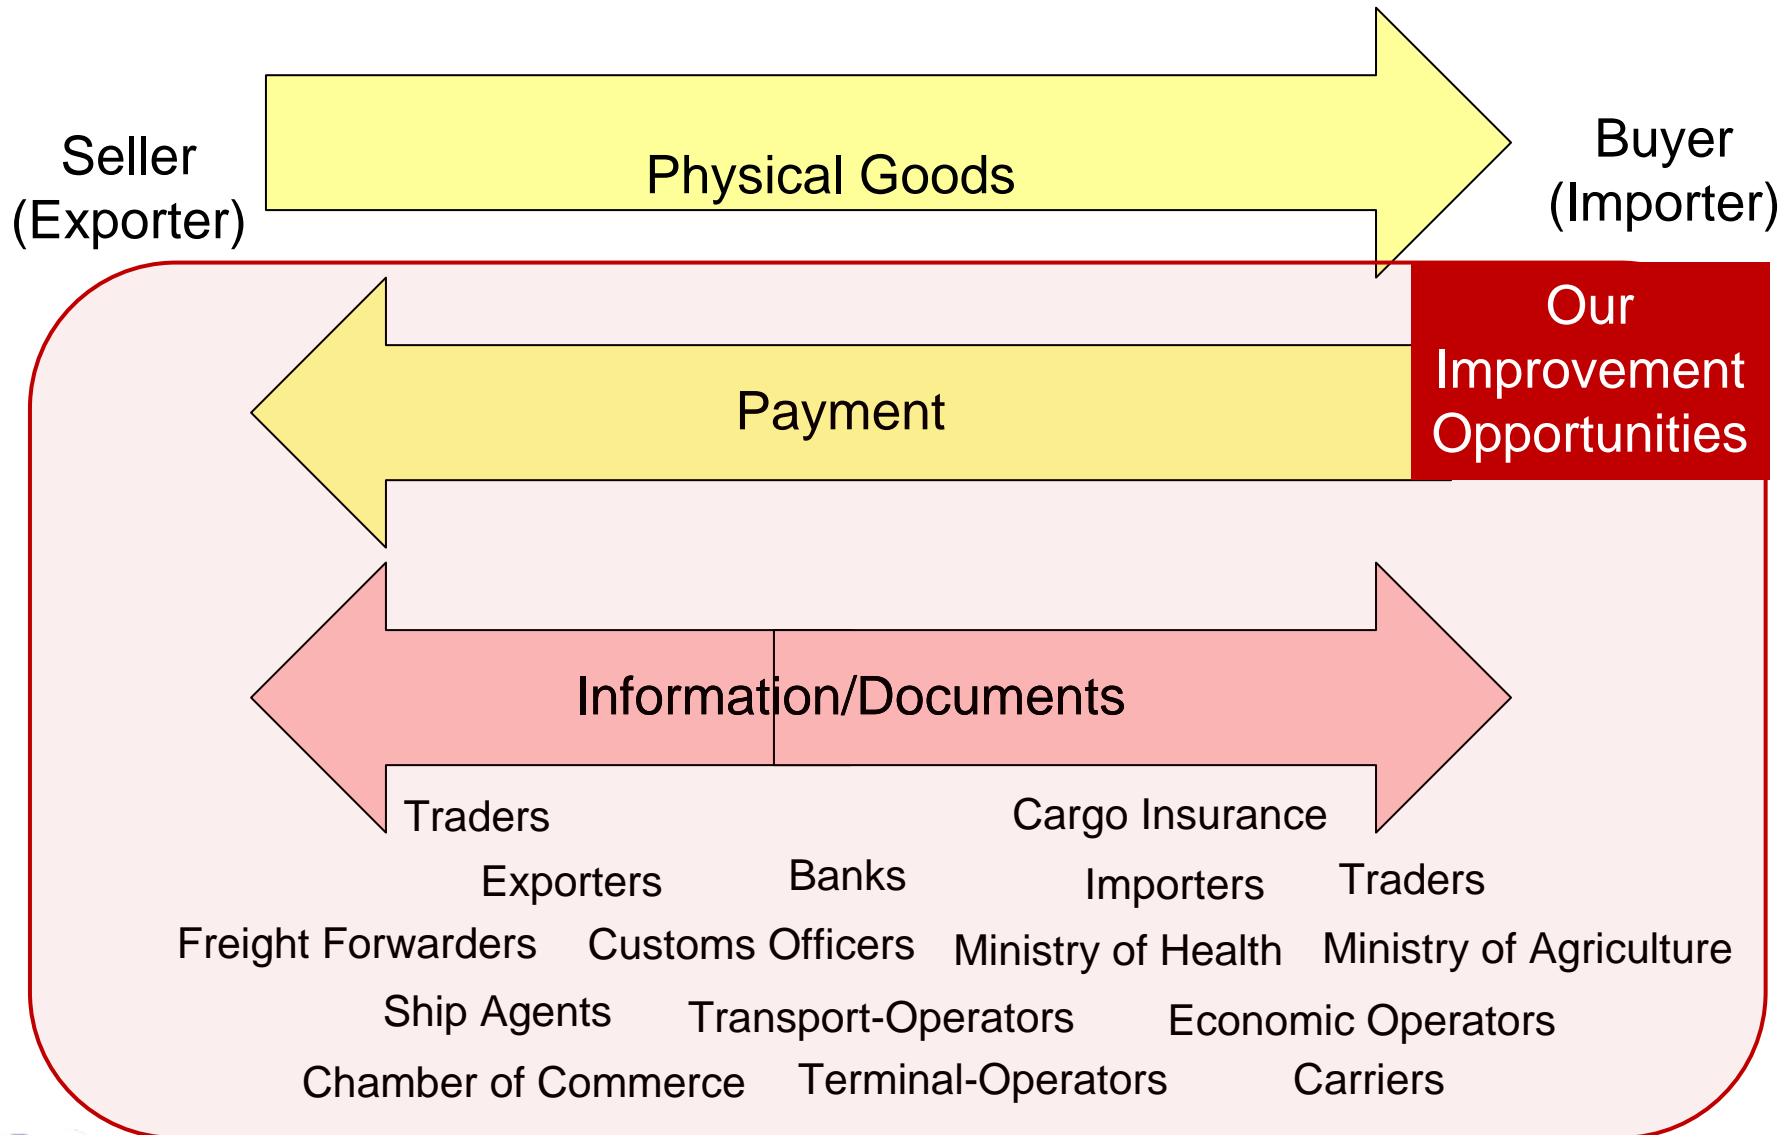 Seller
(Exporter)
Physical Goods
Buyer
(Importer)
Our
Improvement
Opportunities
Payment
Information/Documents
Traders
Cargo Insurance
Exporters
Banks
Importers
Traders
Freight Forwarders
Customs Officers
Ministry of Health
Ministry of Agriculture
Ship Agents
Transport-Operators
Economic Operators
Chamber of Commerce
Terminal-Operators
Carriers